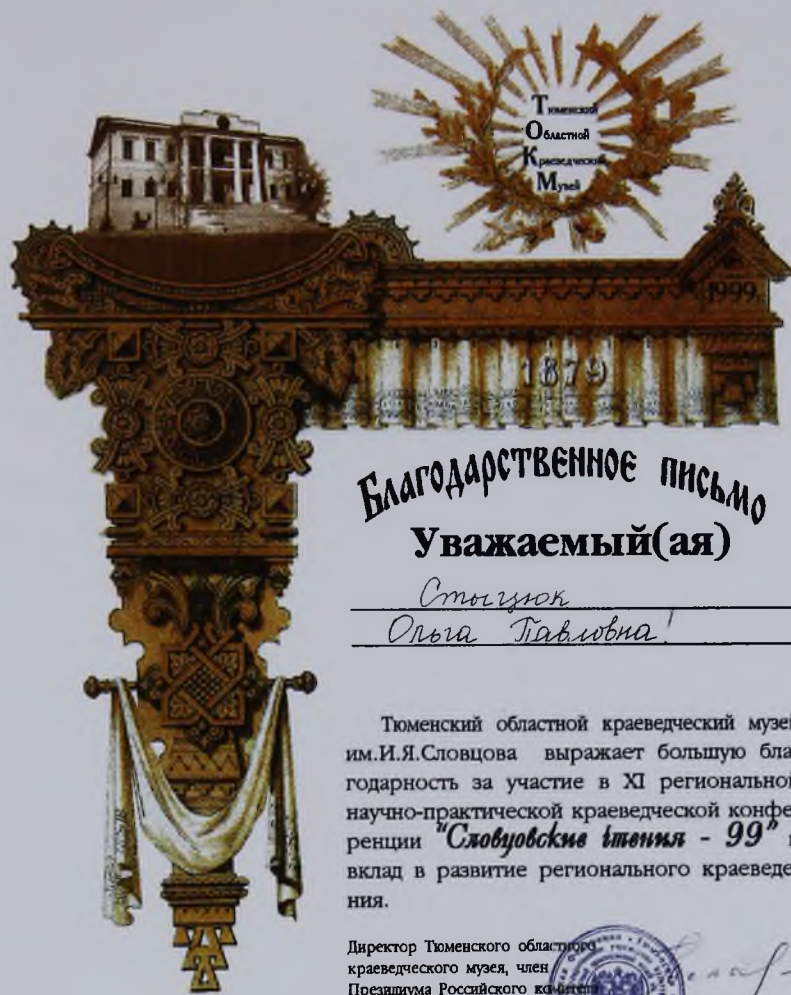 Тюменский
Областной
Краеведческий
Музей
1999
1879
Благодарственное письмо
Уважаемый(ая)
Стыцюк
Ольга Павловна!
Тюменский областной краеведческий музей
им.И.Я.Словцова выражает большую бла-
годарность за участие в XI региональной
научно-практической краеведческой конфе-
ренции "Словцовские чтения - 99" и
вклад в развитие регионального краеведе-
ния.
Директор Тюменского областного
краеведческого музея, член
Президиума Российского комитета